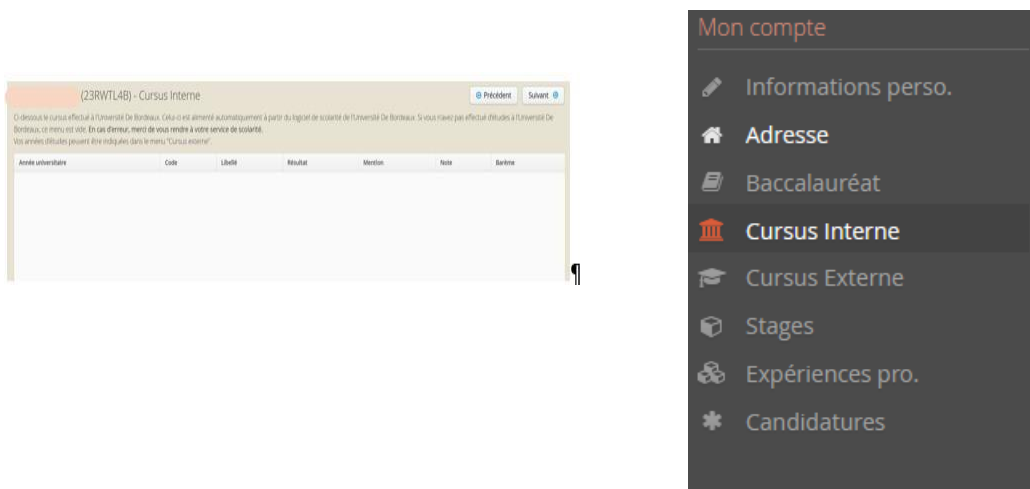 (23RWTL4B) - Cursus Interne
Précédent
Suivant
Ci-dessous le cursus effectué à l'Université De Bordeaux. Celui-ci est alimenté automatiquement à partir du logiciel de scolarité de l'Université De Bordeaux. Si vous n'avez pas effectué d'études à l'Université De
Bordeaux, ce menu est vide. En cas d'erreur, merci de vous rendre à votre service de scolarité.
Vos années d'études peuvent être indiquées dans le menu "Cursus externe".
Année universitaire Code Libellé Résultat Mention Note Barème
¶
Mon compte
Informations perso.
Adresse
Baccalauréat
Cursus Interne
Cursus Externe
Stages
Expériences pro.
Candidatures